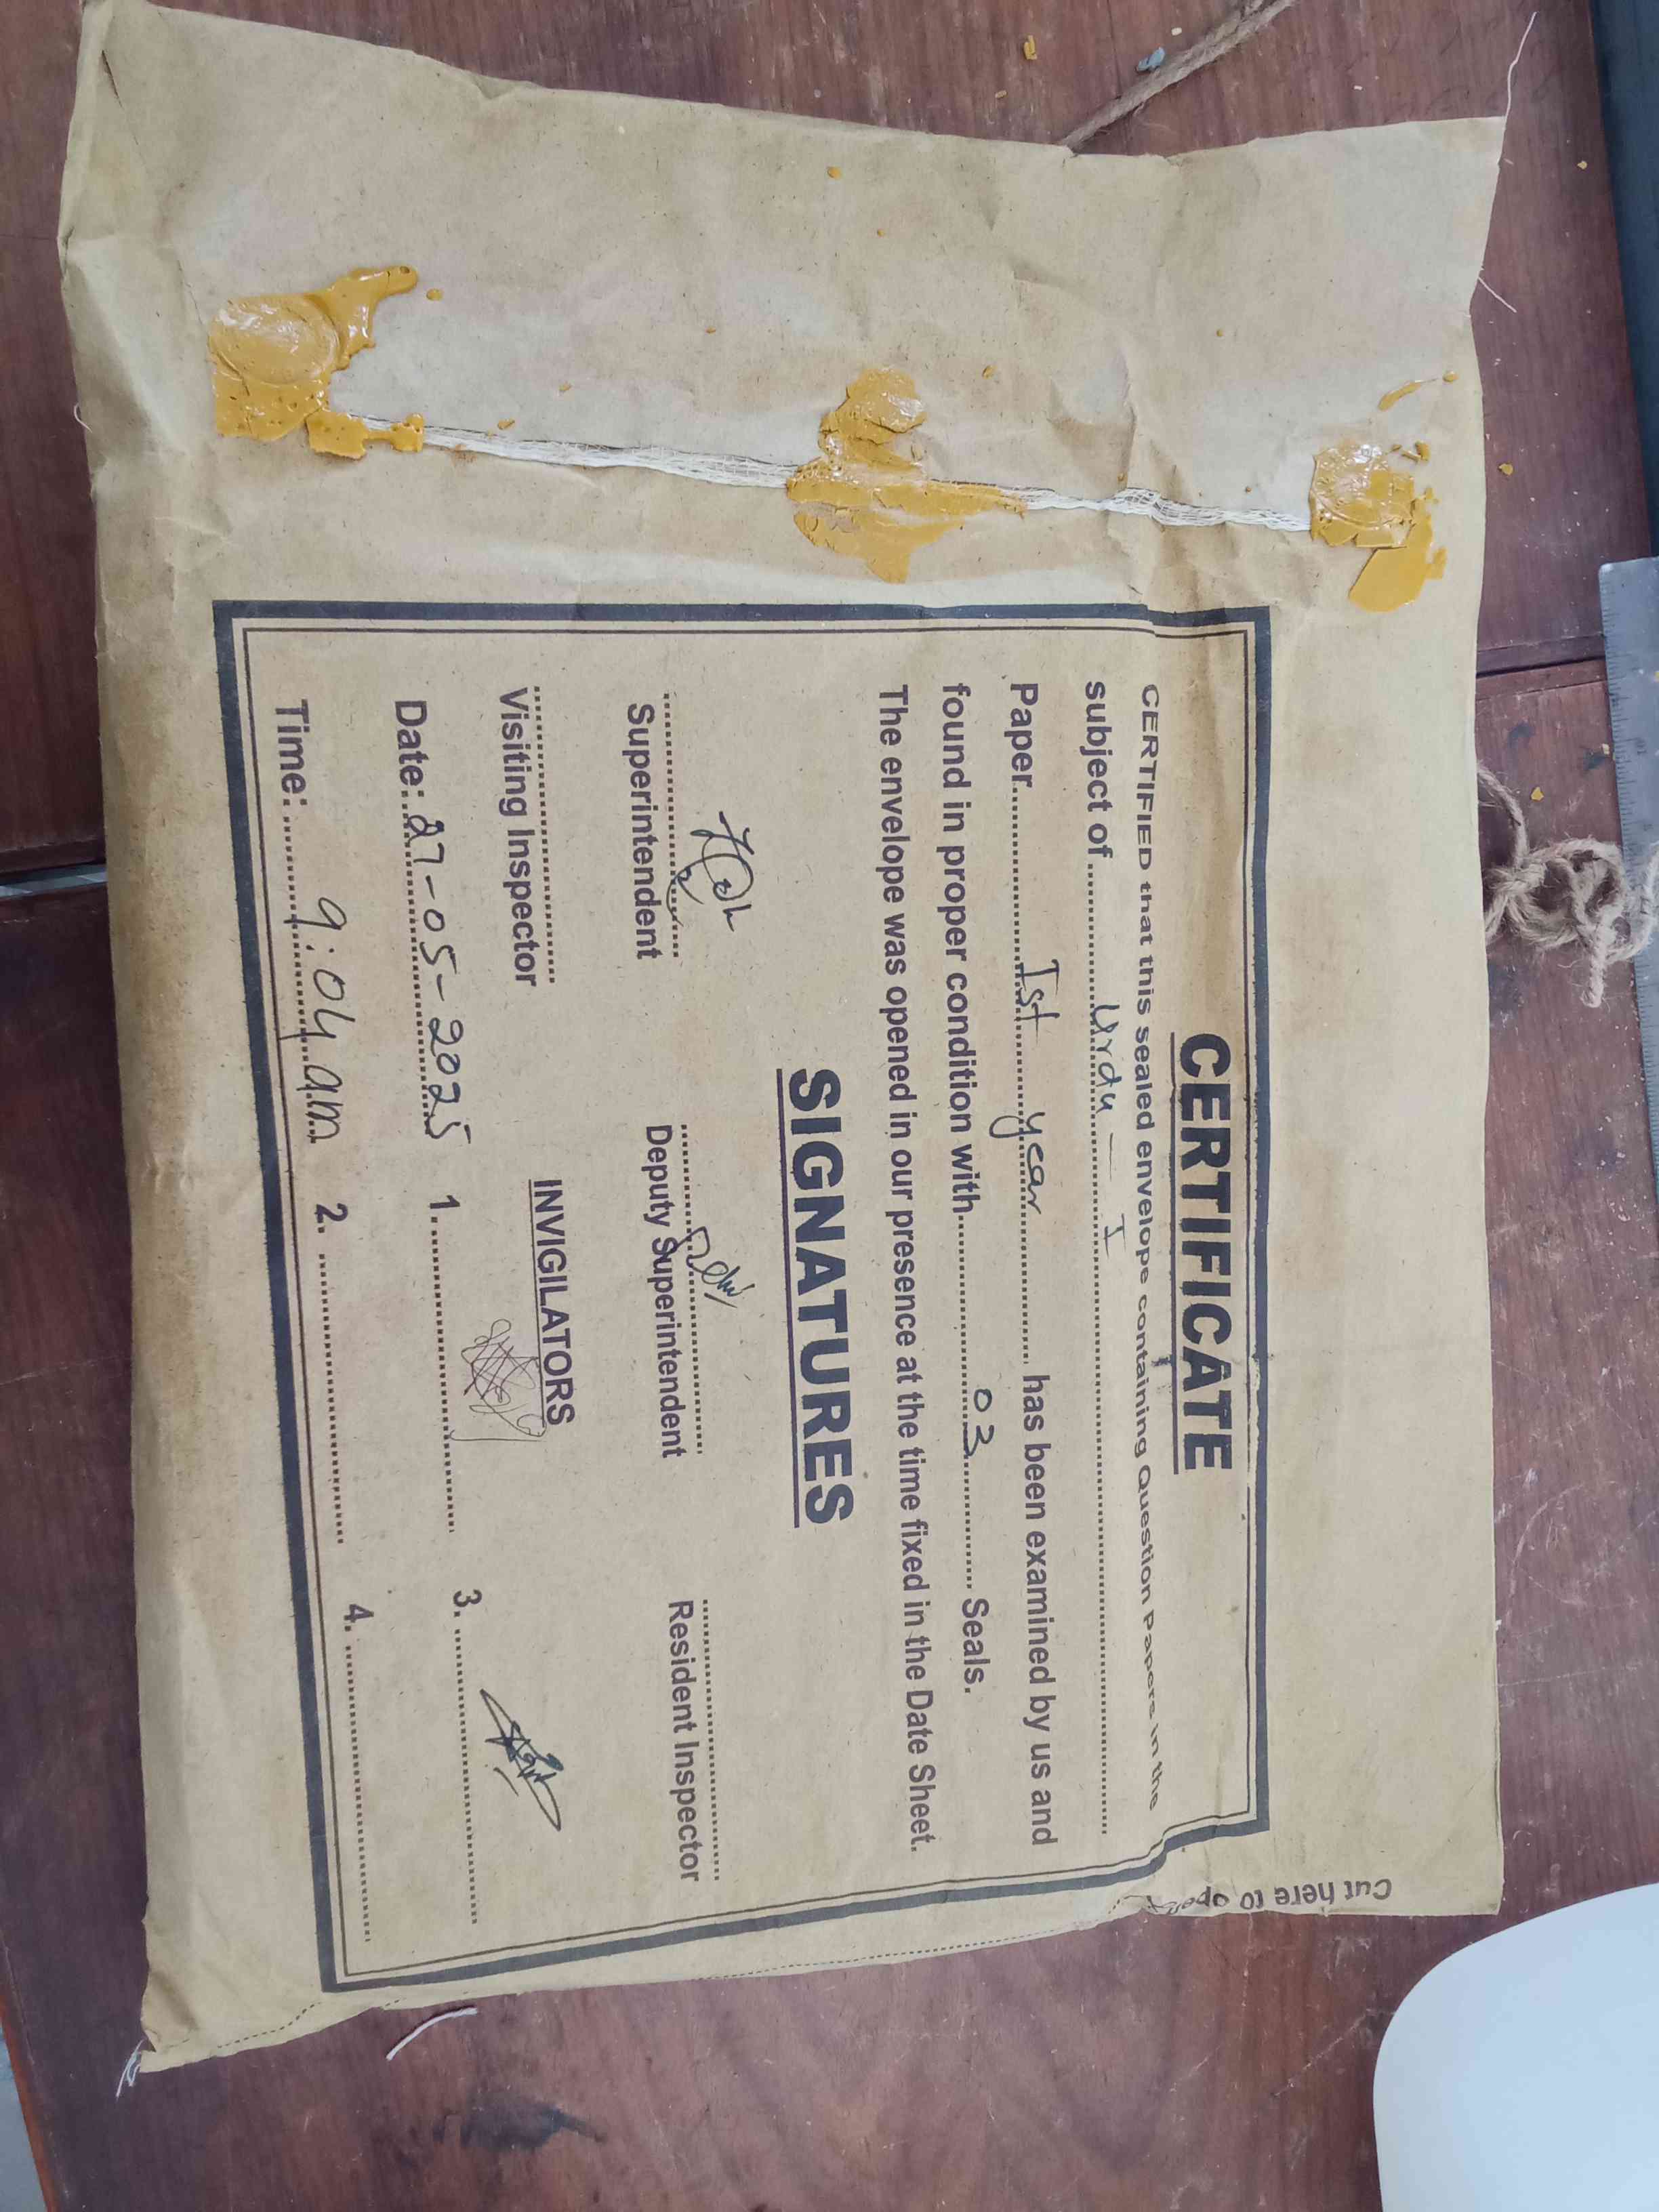 CERTIFICATE
CERTIFIED that this sealed envelope containing Question Papers in the
subject of Urdu - I
Paper Ist year has been examined by us and
found in proper condition with 03 Seals.
The envelope was opened in our presence at the time fixed in the Date Sheet.
SIGNATURES
Superintendent Deputy Superintendent Resident Inspector
Visiting Inspector INVIGILATORS
Date: 27-05-2025 1. 3.
Time: 9:04 am 2. 4.
Cut here to open